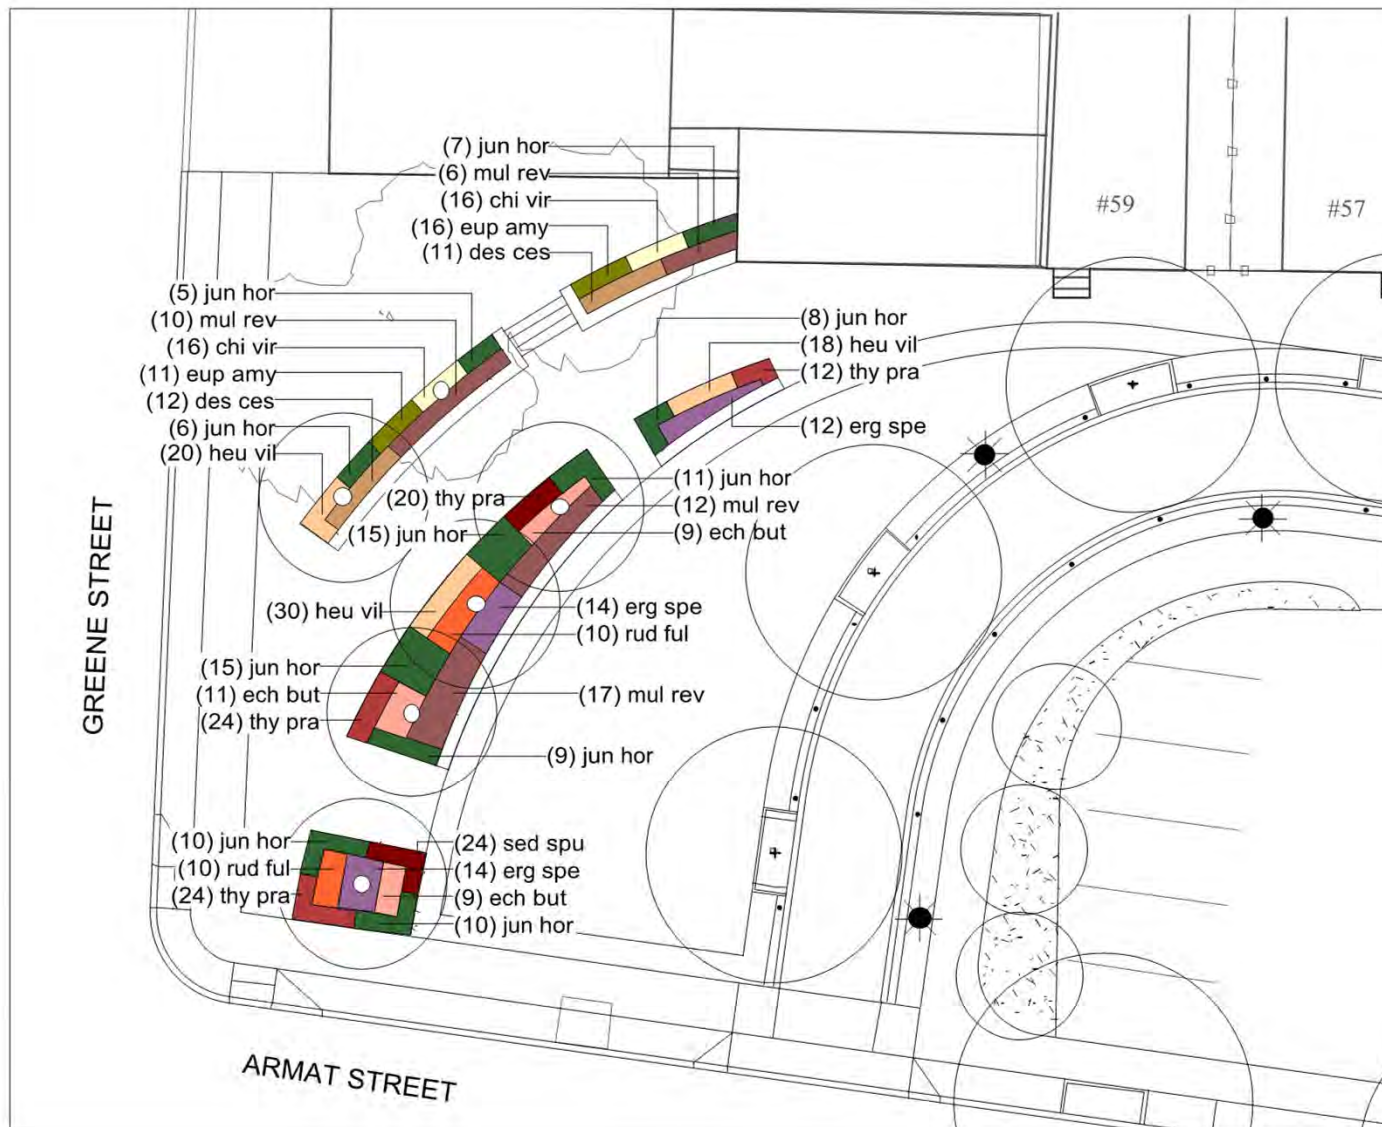 (7) jun hor
(6) mul rev
(16) chi vir
(16) eup amy
(11) des ces
#59
#57
(5) jun hor
(10) mul rev
(16) chi vir
(11) eup amy
(12) des ces
(6) jun hor
(20) heu vil
(8) jun hor
(18) heu vil
(12) thy pra
(12) erg spe
(20) thy pra
(15) jun hor
(11) jun hor
(12) mul rev
(9) ech but
(30) heu vil
(14) erg spe
(10) rud ful
(15) jun hor
(11) ech but
(24) thy pra
(17) mul rev
(9) jun hor
GREENE STREET
(10) jun hor
(10) rud ful
(24) thy pra
(24) sed spu
(14) erg spe
(9) ech but
(10) jun hor
ARMAT STREET